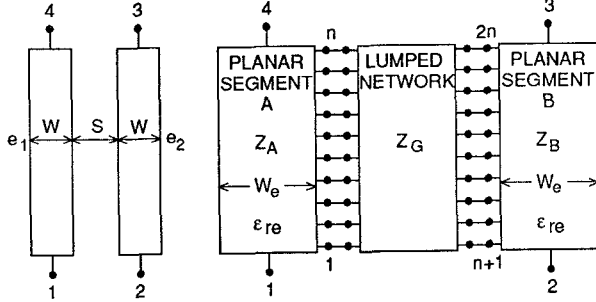 4 3
e1 W S W e2
1 2
4 n 2n 3
PLANAR SEGMENT A
LUMPED NETWORK
PLANAR SEGMENT B
ZA ZG ZB
We We
εre εre
1 1 n+1 2